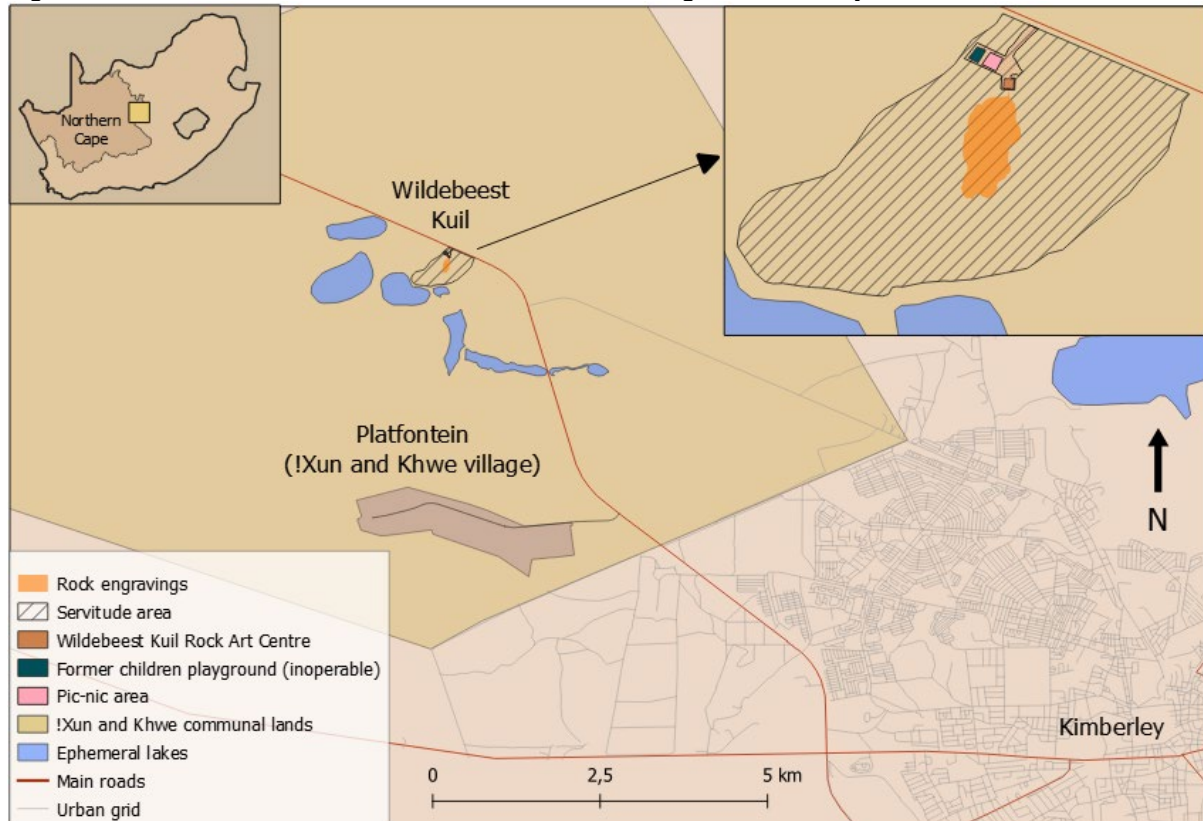 Northern
Cape
Wildebeest
Kuil
Platfontein
(!Xun and Khwe village)
N
Kimberley
Rock engravings
Servitude area
Wildebeest Kuil Rock Art Centre
Former children playground (inoperable)
Pic-nic area
!Xun and Khwe communal lands
Ephemeral lakes
Main roads
Urban grid
0 2,5 5 km